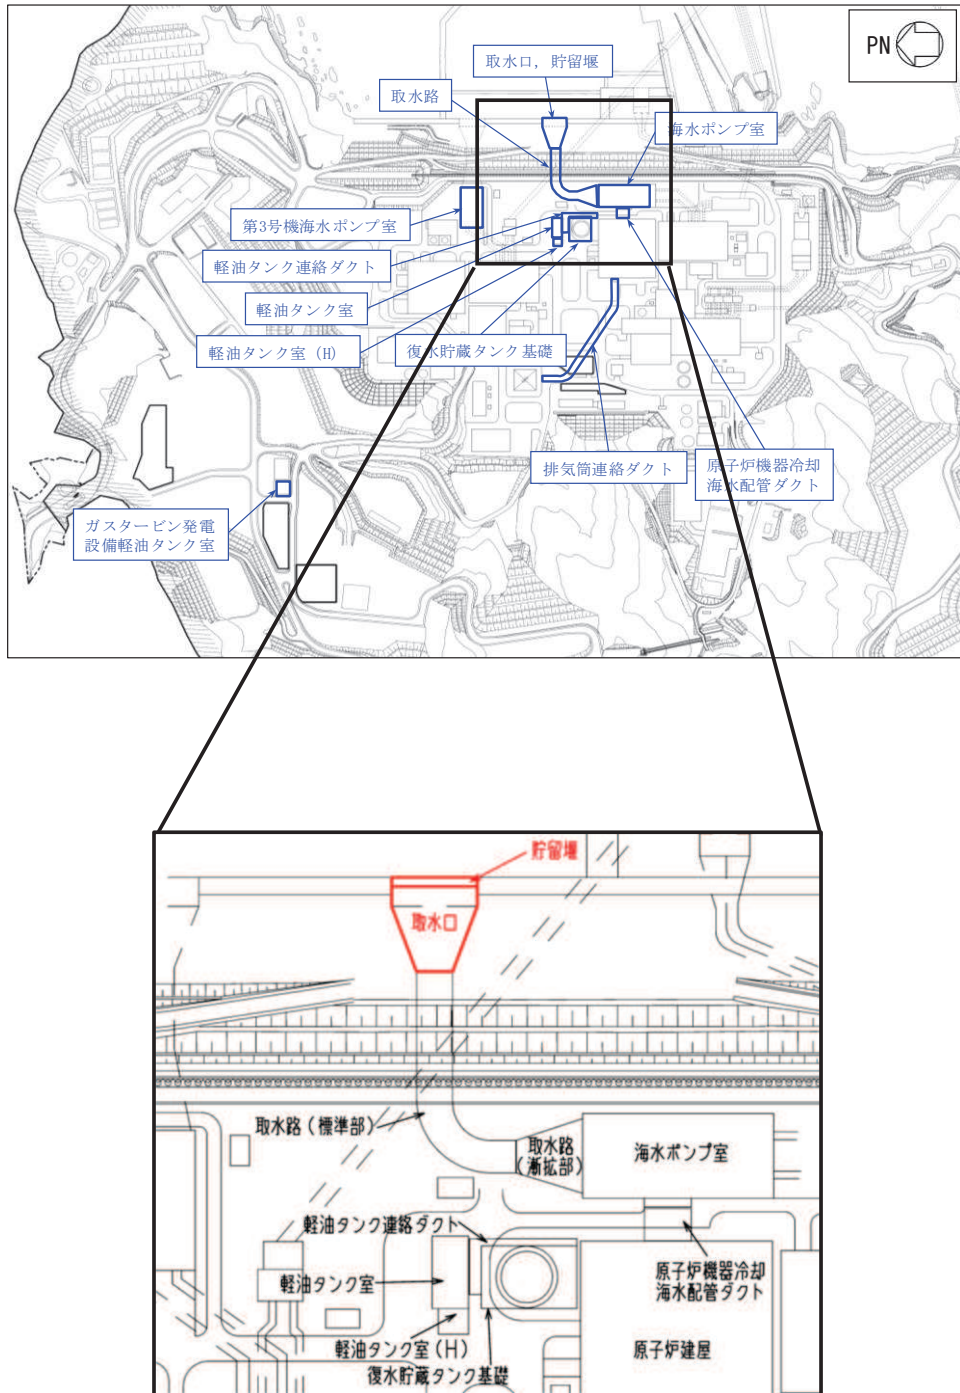 PN
取水口，貯留堰
取水路
海水ポンプ室
第3号機海水ポンプ室
軽油タンク連絡ダクト
軽油タンク室
軽油タンク室（H）
復水貯蔵タンク基礎
排気筒連絡ダクト
原子炉機器冷却
海水配管ダクト
ガスタービン発電
設備軽油タンク室
貯留堰
取水口
取水路（標準部）
取水路
（漸拡部）
海水ポンプ室
軽油タンク連絡ダクト
軽油タンク室
原子炉機器冷却
海水配管ダクト
軽油タンク室（H）
復水貯蔵タンク基礎
原子炉建屋